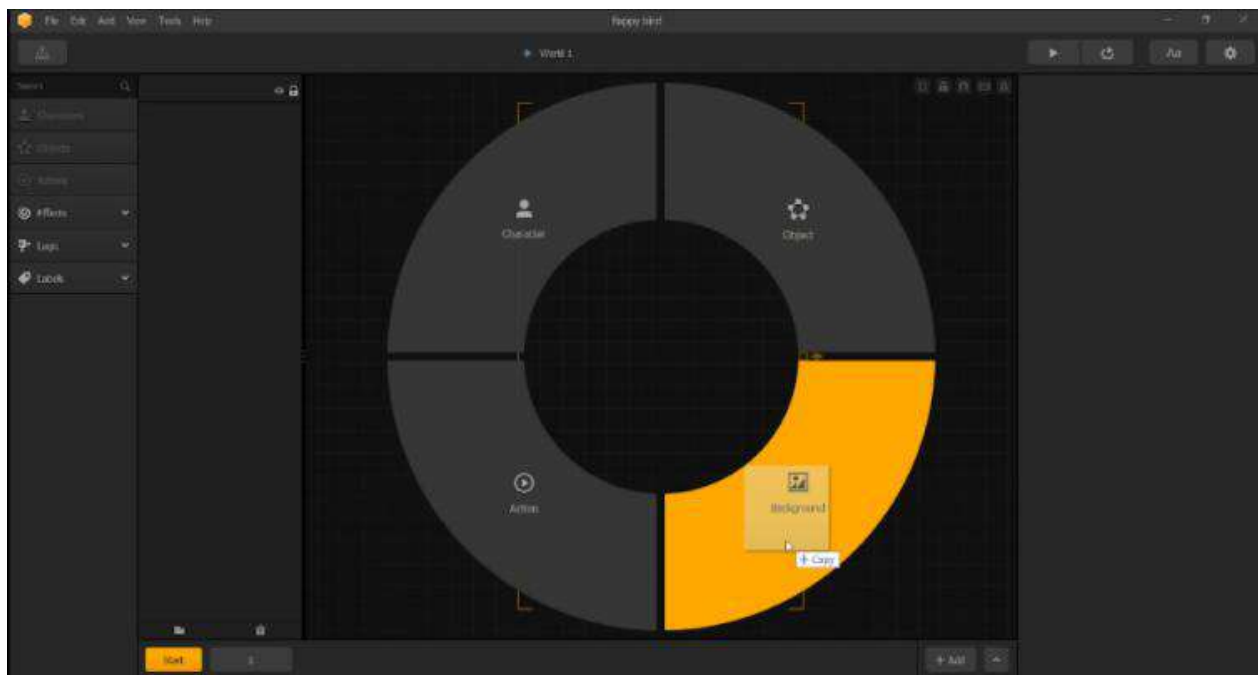 File Edit Add View Tools Help
flappy bird
World 1
Aa
Search
Characters
Objects
Actions
Effects
Logic
Labels
Character
Object
Action
Background
+ Copy
Start
1
+ Add